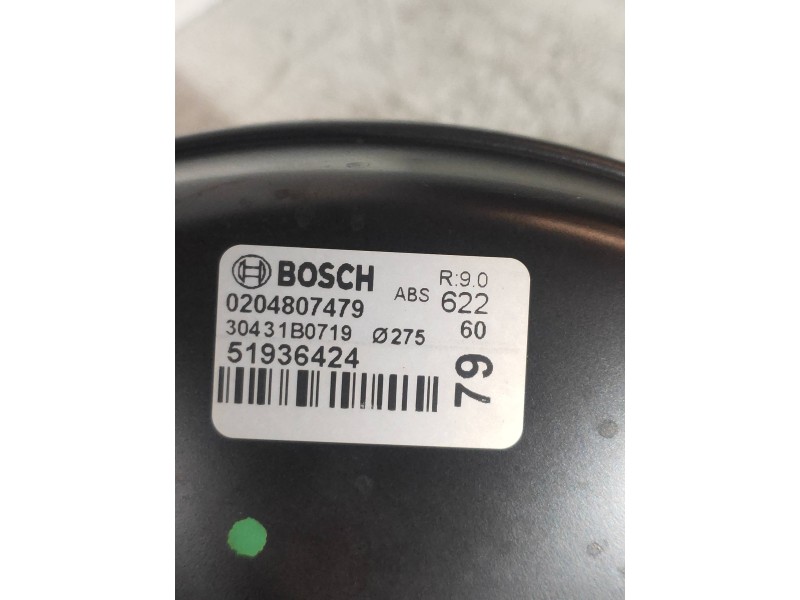 BOSCH R:9.0
0204807479 ABS 622
30431B0719 Ø275 60
51936424
79